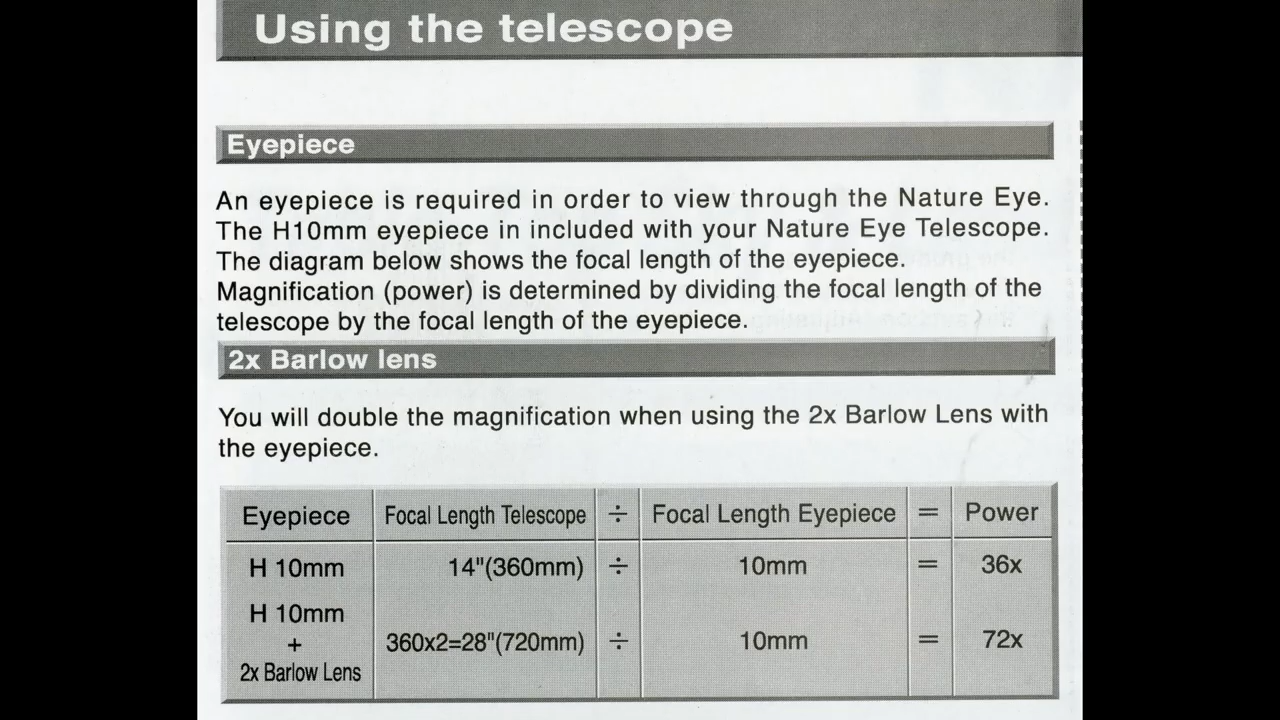 Using the telescope
Eyepiece
An eyepiece is required in order to view through the Nature Eye.
The H10mm eyepiece in included with your Nature Eye Telescope.
The diagram below shows the focal length of the eyepiece.
Magnification (power) is determined by dividing the focal length of the
telescope by the focal length of the eyepiece.
2x Barlow lens
You will double the magnification when using the 2x Barlow Lens with
the eyepiece.
Eyepiece Focal Length Telescope ÷ Focal Length Eyepiece = Power
H 10mm 14"(360mm) ÷ 10mm = 36x
H 10mm
+ 360x2=28"(720mm) ÷ 10mm = 72x
2x Barlow Lens